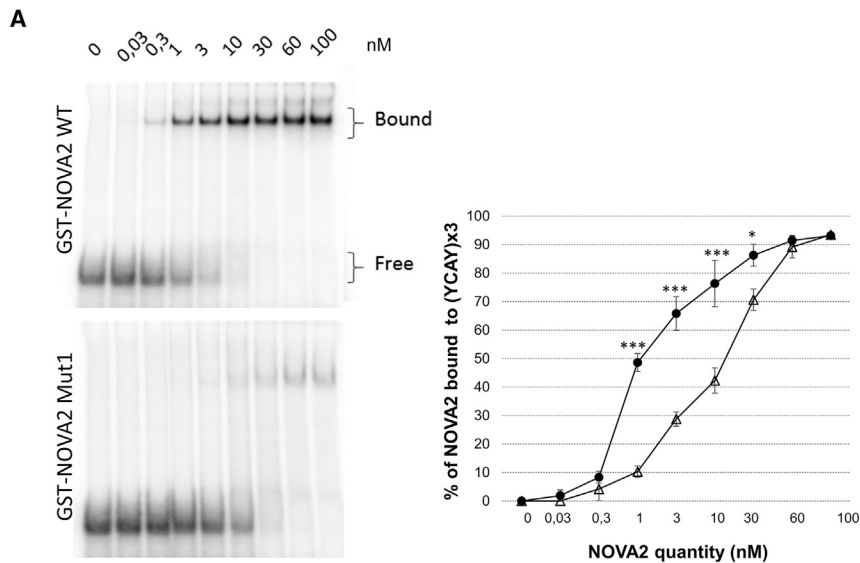 A
0 0,03 0,3 1 3 10 30 60 100 nM
GST-NOVA2 WT
Bound
Free
GST-NOVA2 Mut1
% of NOVA2 bound to (YCAY)x3
100
90
80
70
60
50
40
30
20
10
0
***
***
***
*
0 0,03 0,3 1 3 10 30 60 100
NOVA2 quantity (nM)